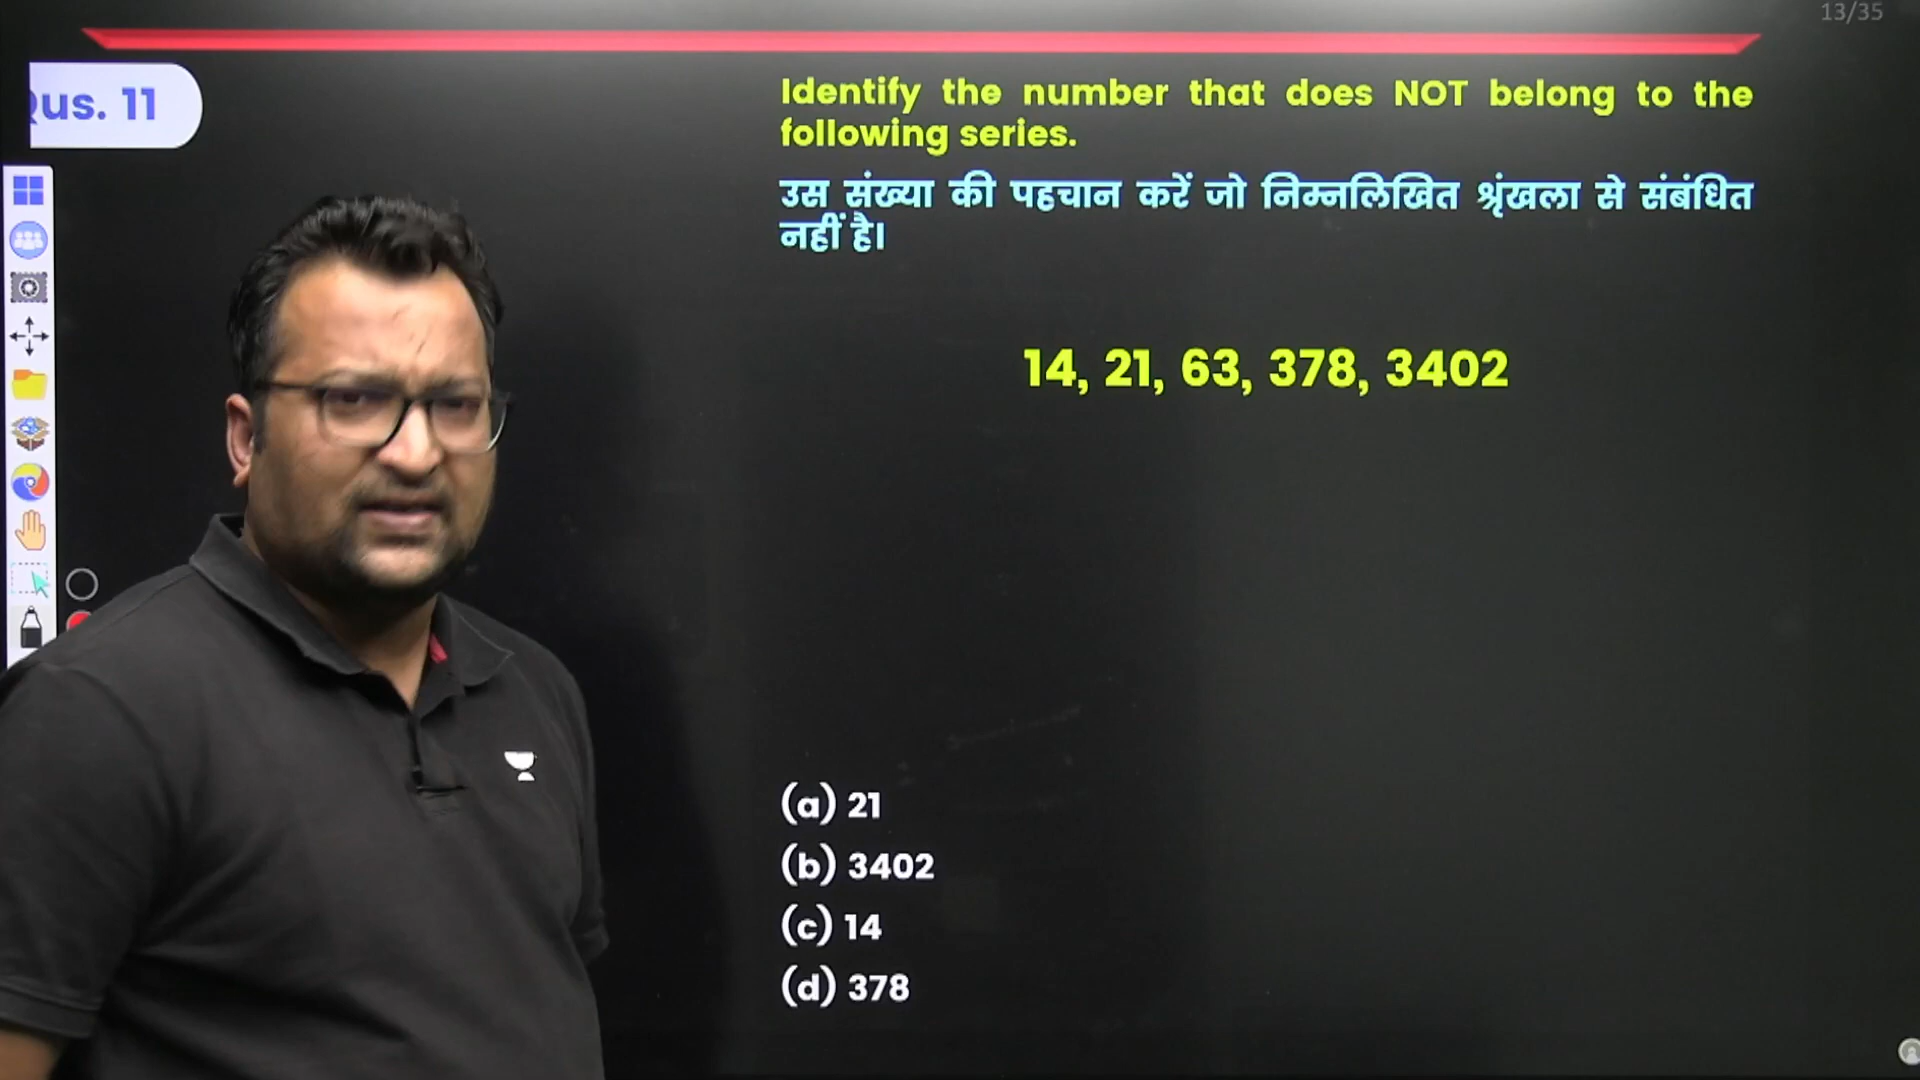 13/35
Qus. 11
Identify the number that does NOT belong to the
following series.
उस संख्या की पहचान करें जो निम्नलिखित श्रृंखला से संबंधित
नहीं है।
14, 21, 63, 378, 3402
(a) 21
(b) 3402
(c) 14
(d) 378